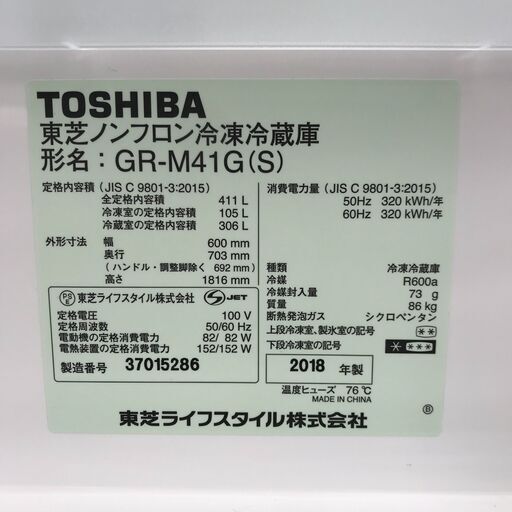 TOSHIBA
東芝ノンフロン冷凍冷蔵庫
形名：GR-M41G(S)
定格内容積（JIS C 9801-3:2015）
全定格内容積 411 L
冷凍室の定格内容積 105 L
冷蔵室の定格内容積 306 L
外形寸法 幅 600 mm
奥行 703 mm
(ハンドル・調整脚除く 692 mm)
高さ 1816 mm
消費電力量（JIS C 9801-3:2015）
50Hz 320 kWh/年
60Hz 320 kWh/年
種類 冷凍冷蔵庫
冷媒 R600a
冷媒封入量 73 g
質量 86 kg
断熱発泡ガス シクロペンタン
上段冷凍室、製氷室の記号 **
下段冷凍室の記号 ****
PS E 東芝ライフスタイル株式会社 S JET
定格電圧 100 V
定格周波数 50/60 Hz
電動機の定格消費電力 82/ 82 W
電熱装置の定格消費電力 152/152 W
製造番号 37015286
2018 年製
温度ヒューズ 76℃
MADE IN CHINA
東芝ライフスタイル株式会社
B